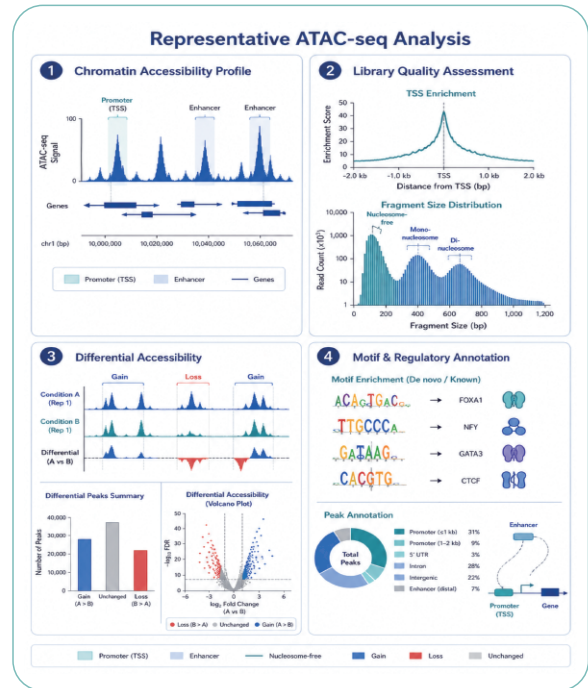 Representative ATAC-seq Analysis
1 Chromatin Accessibility Profile
Promoter (TSS)
Enhancer
Enhancer
100
0
ATAC-seq Signal
Genes
chr1 (bp)
10,000,000
10,020,000
10,040,000
10,060,000
Promoter (TSS)
Enhancer
Genes
2 Library Quality Assessment
TSS Enrichment
Enrichment Score
50
40
30
20
10
0
-2.0 kb
-1.0 kb
TSS
1.0 kb
2.0 kb
Distance from TSS (bp)
Fragment Size Distribution
Nucleosome-free
Mono-nucleosome
Di-nucleosome
Read Count (×10³)
10,000
1,000
100
10
1
0
200
400
600
800
1,000
1,200
Fragment Size (bp)
3 Differential Accessibility
Gain
Loss
Gain
Condition A
(Rep 1)
Condition B
(Rep 1)
Differential
(A vs B)
Differential Peaks Summary
Number of Peaks
40,000
30,000
20,000
10,000
0
Gain
(A > B)
Unchanged
Loss
(B > A)
Differential Accessibility
(Volcano Plot)
-log₁₀ FDR
50
40
30
20
10
0
-6
-3
0
3
6
log₂ Fold Change
(A vs B)
Loss (B > A)
Unchanged
Gain (A > B)
4 Motif & Regulatory Annotation
Motif Enrichment (De novo / Known)
ACAGTGACG → FOXA1
TTGCCCA → NFY
GATAAG → GATA3
CACGTG → CTCF
Peak Annotation
Total Peaks
Promoter (≤1 kb) 31%
Promoter (1–2 kb) 9%
5' UTR 3%
Intron 28%
Intergenic 22%
Enhancer (distal) 7%
Enhancer
Promoter
(TSS)
Gene
Promoter (TSS)
Enhancer
Nucleosome-free
Gain
Loss
Unchanged